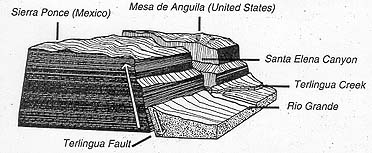 Mesa de Anguila (United States)
Sierra Ponce (Mexico)
Santa Elena Canyon
Terlingua Creek
Rio Grande
Terlingua Fault